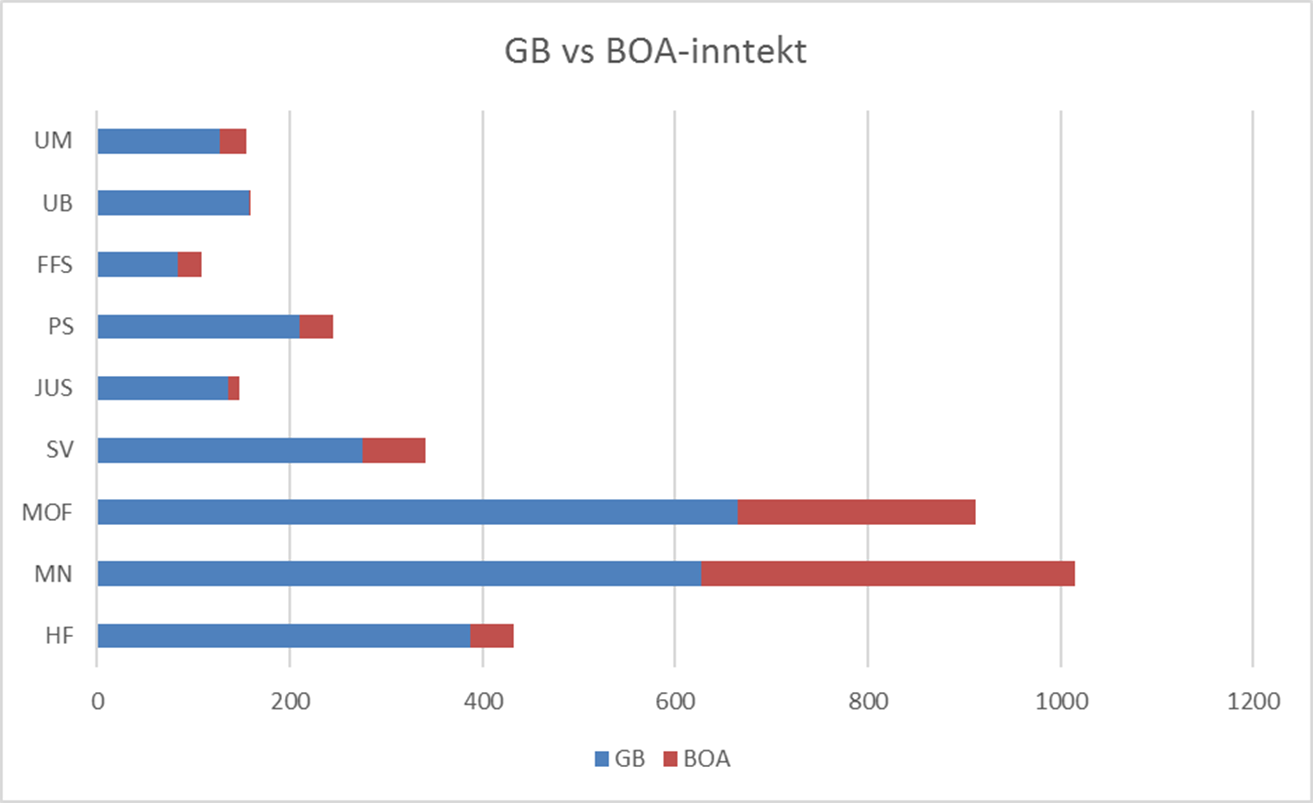 GB vs BOA-inntekt
UM
UB
FFS
PS
JUS
SV
MOF
MN
HF
0 200 400 600 800 1000 1200
GB BOA